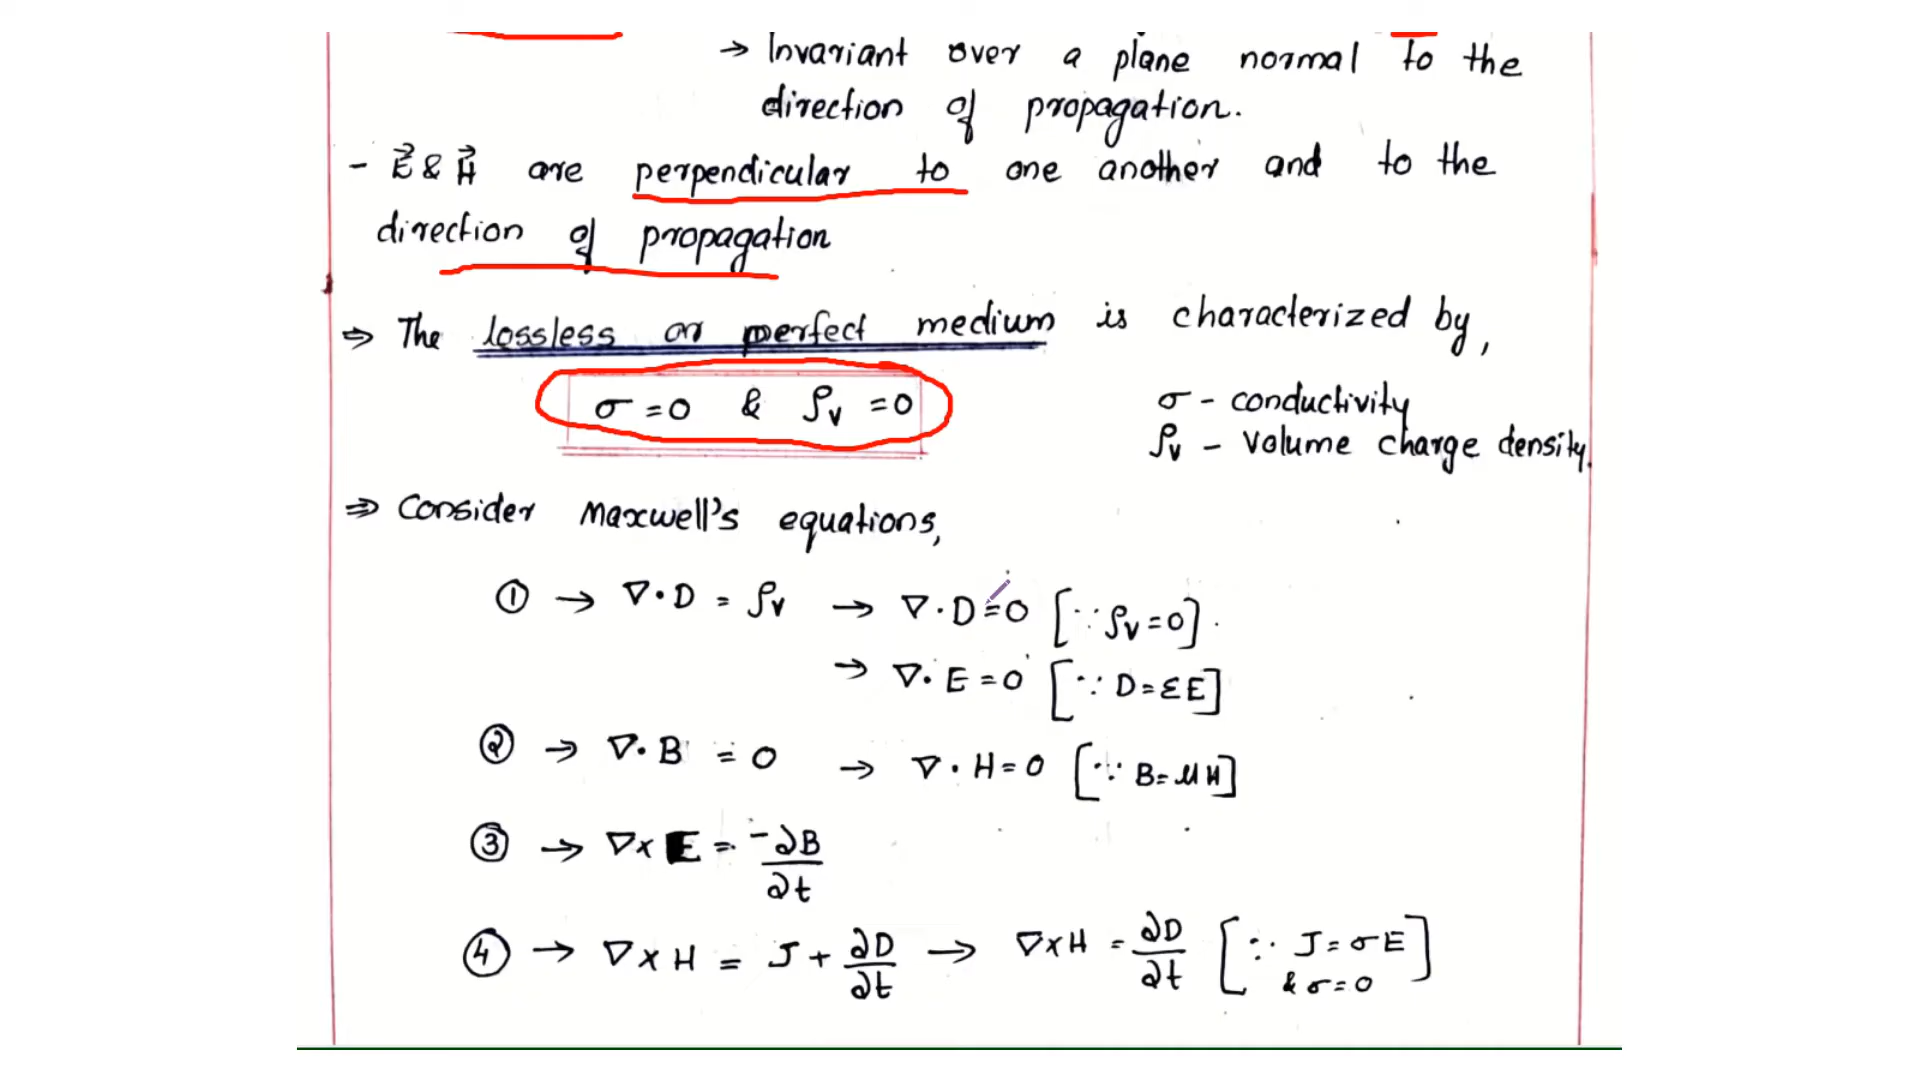 → Invariant over a plane normal to the
direction of propagation.
- E⃗ & H⃗ are perpendicular to one another and to the
direction of propagation
⇒ The lossless or perfect medium is characterized by,
σ = 0 & ρv = 0
σ - conductivity
ρv - volume charge density.
⇒ Consider Maxwell's equations,
① → ∇·D = ρv → ∇·D = 0 [∵ ρv = 0].
→ ∇·E = 0 [∵ D = εE]
② → ∇·B = 0 → ∇·H = 0 [∵ B = μH]
③ → ∇×E = -∂B/∂t
④ → ∇×H = J + ∂D/∂t → ∇×H = ∂D/∂t [∵ J = σE
& σ = 0]